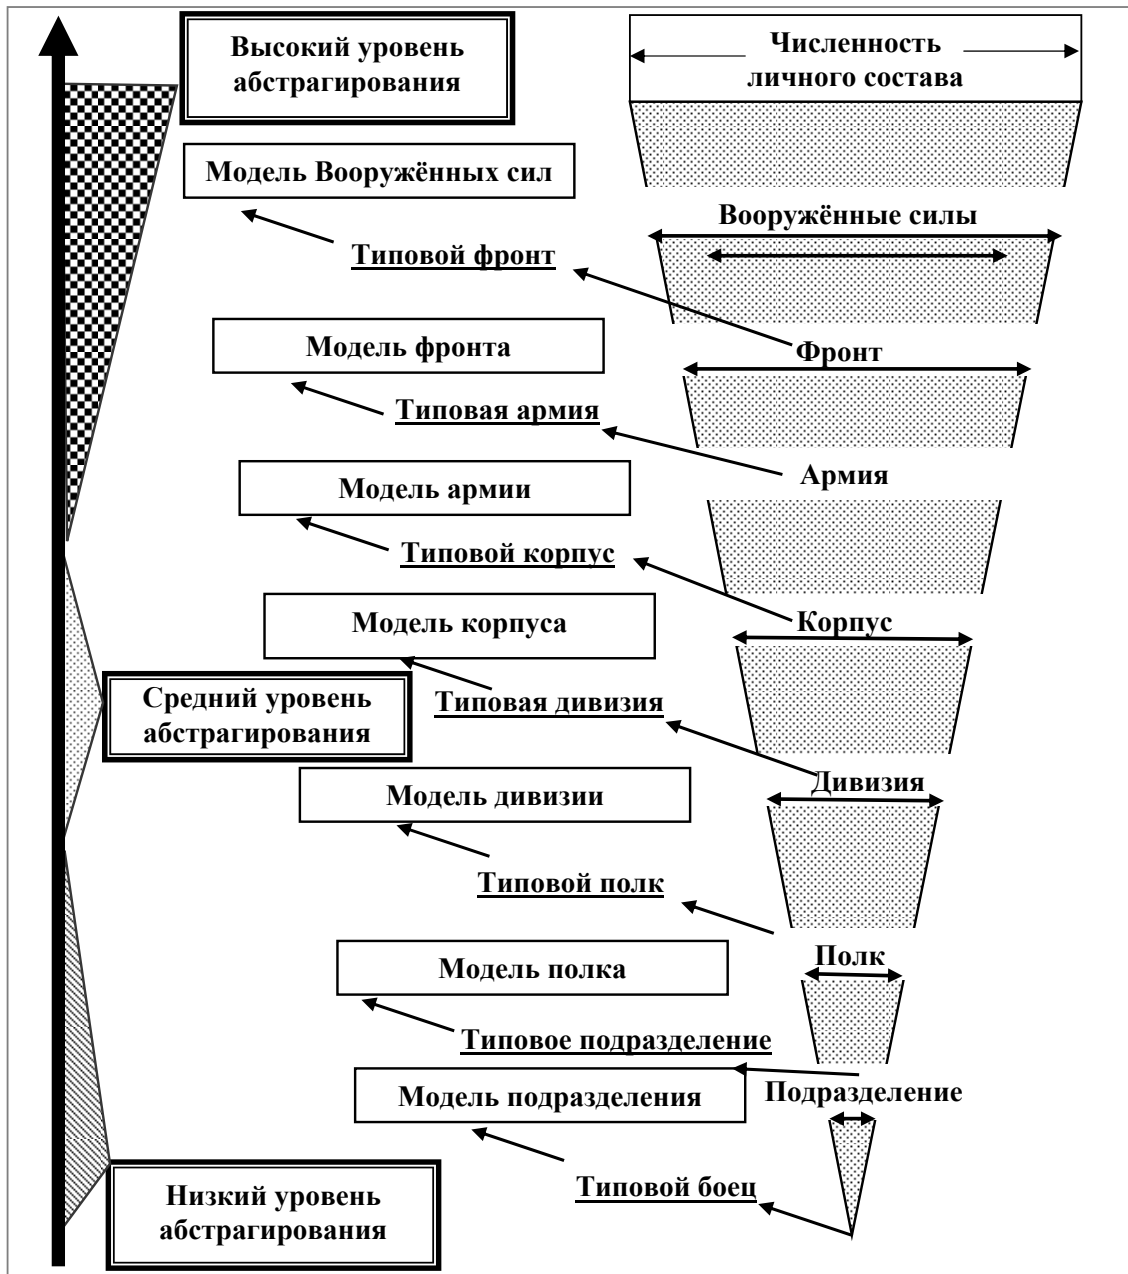 Высокий уровень
абстрагирования
Численность
личного состава
Модель Вооружённых сил
Вооружённые силы
Типовой фронт
Модель фронта
Фронт
Типовая армия
Армия
Модель армии
Типовой корпус
Модель корпуса
Корпус
Средний уровень
абстрагирования
Типовая дивизия
Дивизия
Модель дивизии
Типовой полк
Полк
Модель полка
Типовое подразделение
Модель подразделения
Подразделение
Типовой боец
Низкий уровень
абстрагирования